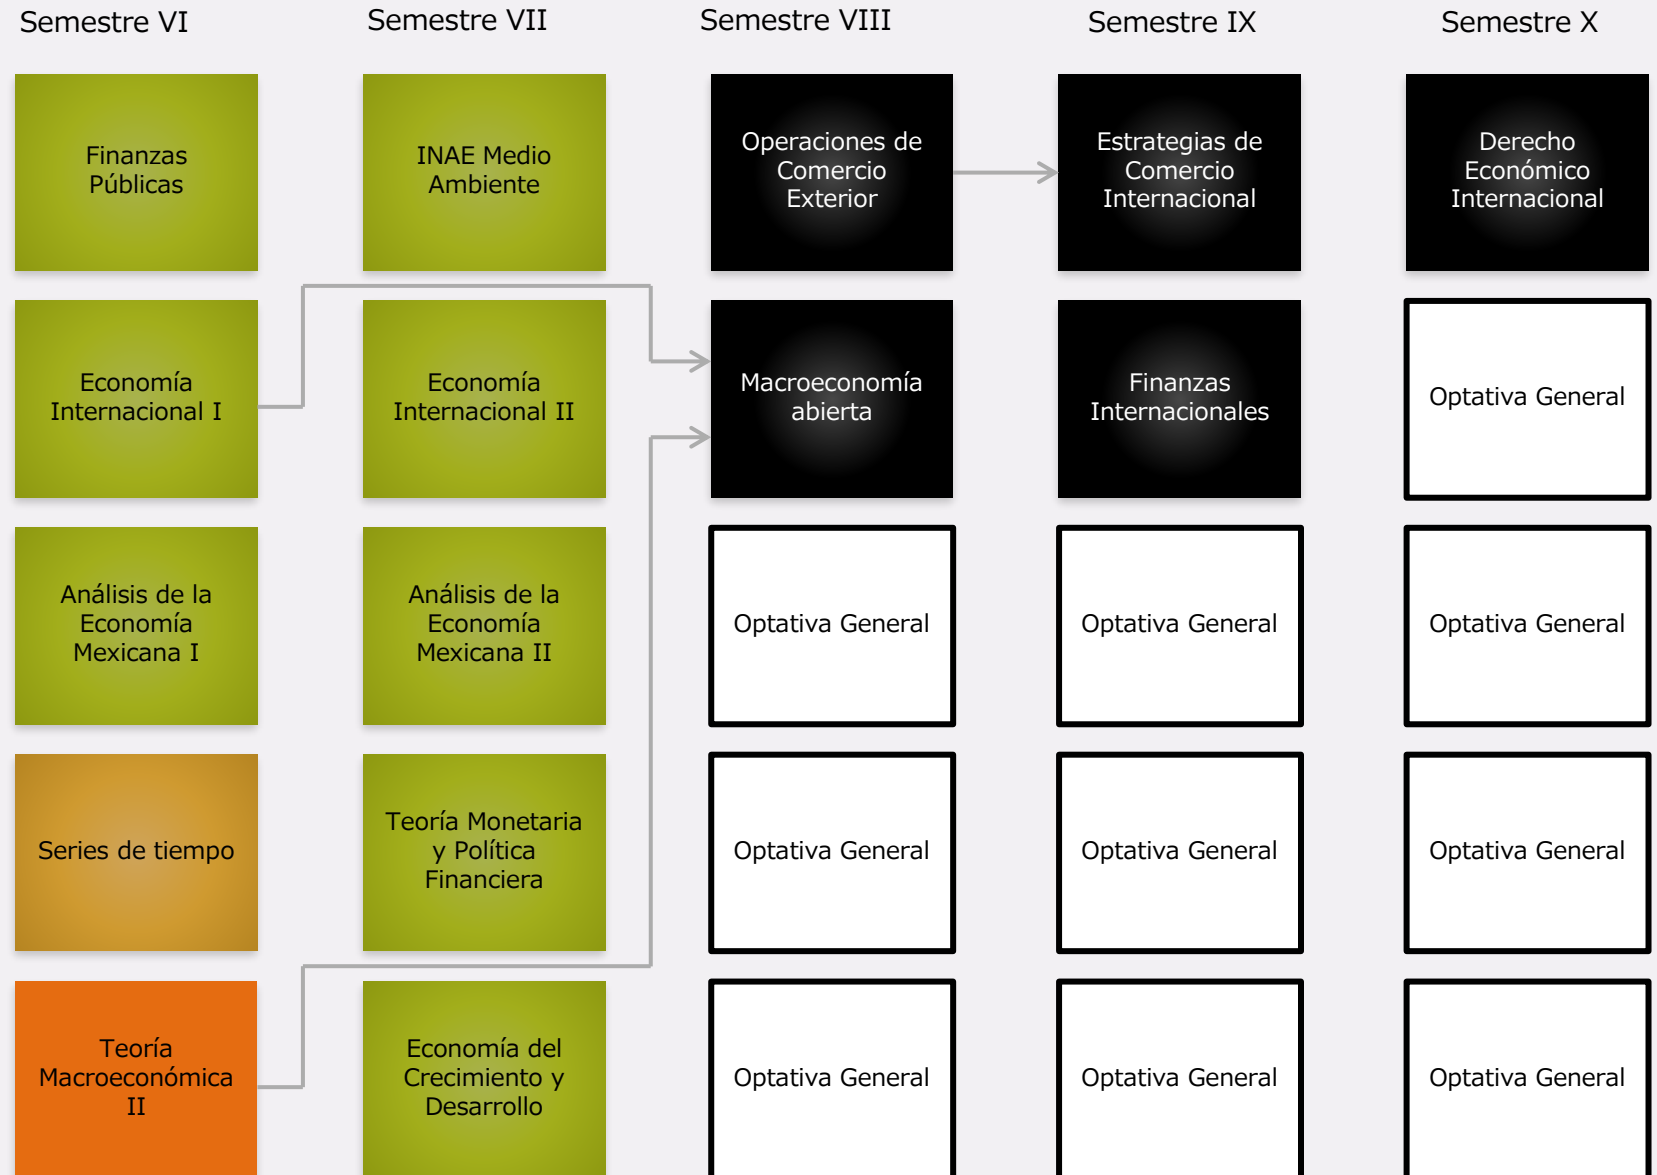 Semestre VI
Semestre VII
Semestre VIII
Semestre IX
Semestre X
Finanzas
Públicas
INAE Medio
Ambiente
Operaciones de
Comercio
Exterior
Estrategias de
Comercio
Internacional
Derecho
Económico
Internacional
Economía
Internacional I
Economía
Internacional II
Macroeconomía
abierta
Finanzas
Internacionales
Optativa General
Análisis de la
Economía
Mexicana I
Análisis de la
Economía
Mexicana II
Optativa General
Optativa General
Optativa General
Series de tiempo
Teoría Monetaria
y Política
Financiera
Optativa General
Optativa General
Optativa General
Teoría
Macroeconómica
II
Economía del
Crecimiento y
Desarrollo
Optativa General
Optativa General
Optativa General